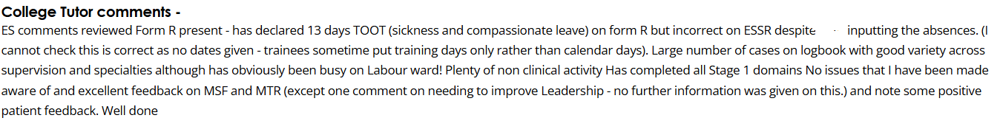 College Tutor comments -
ES comments reviewed Form R present - has declared 13 days TOOT (sickness and compassionate leave) on form R but incorrect on ESSR despite inputting the absences. (I
cannot check this is correct as no dates given - trainees sometime put training days only rather than calendar days). Large number of cases on logbook with good variety across
supervision and specialties although has obviously been busy on Labour ward! Plenty of non clinical activity Has completed all Stage 1 domains No issues that I have been made
aware of and excellent feedback on MSF and MTR (except one comment on needing to improve Leadership - no further information was given on this.) and note some positive
patient feedback. Well done